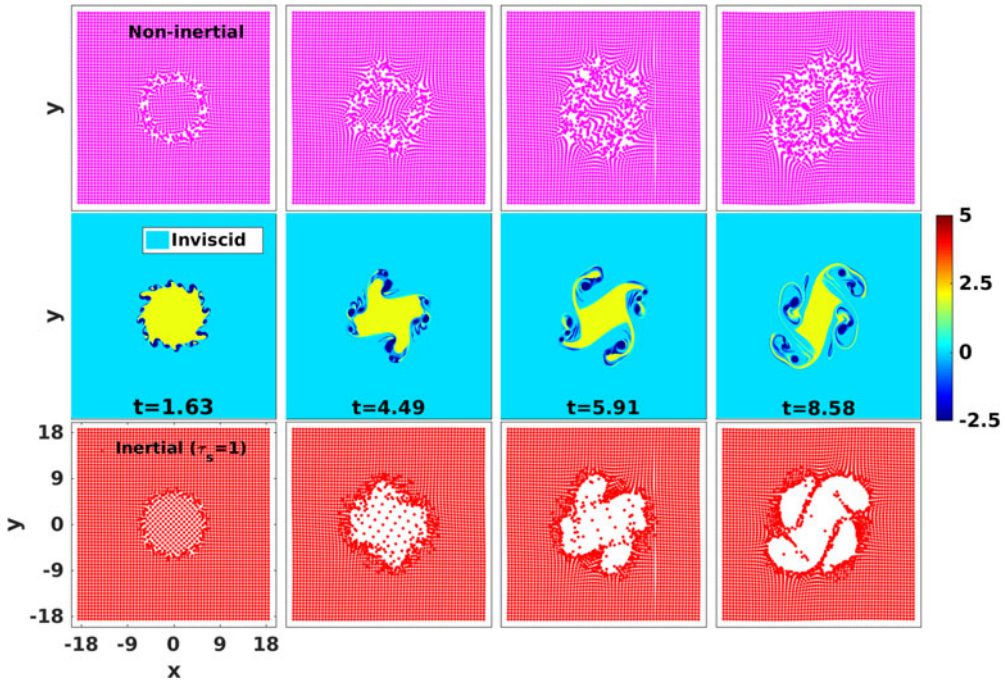 Non-inertial
y
Inviscid
y
t=1.63
t=4.49
t=5.91
t=8.58
5
2.5
0
-2.5
Inertial (τs=1)
y
18
9
0
-9
-18
-18
-9
0
9
18
x